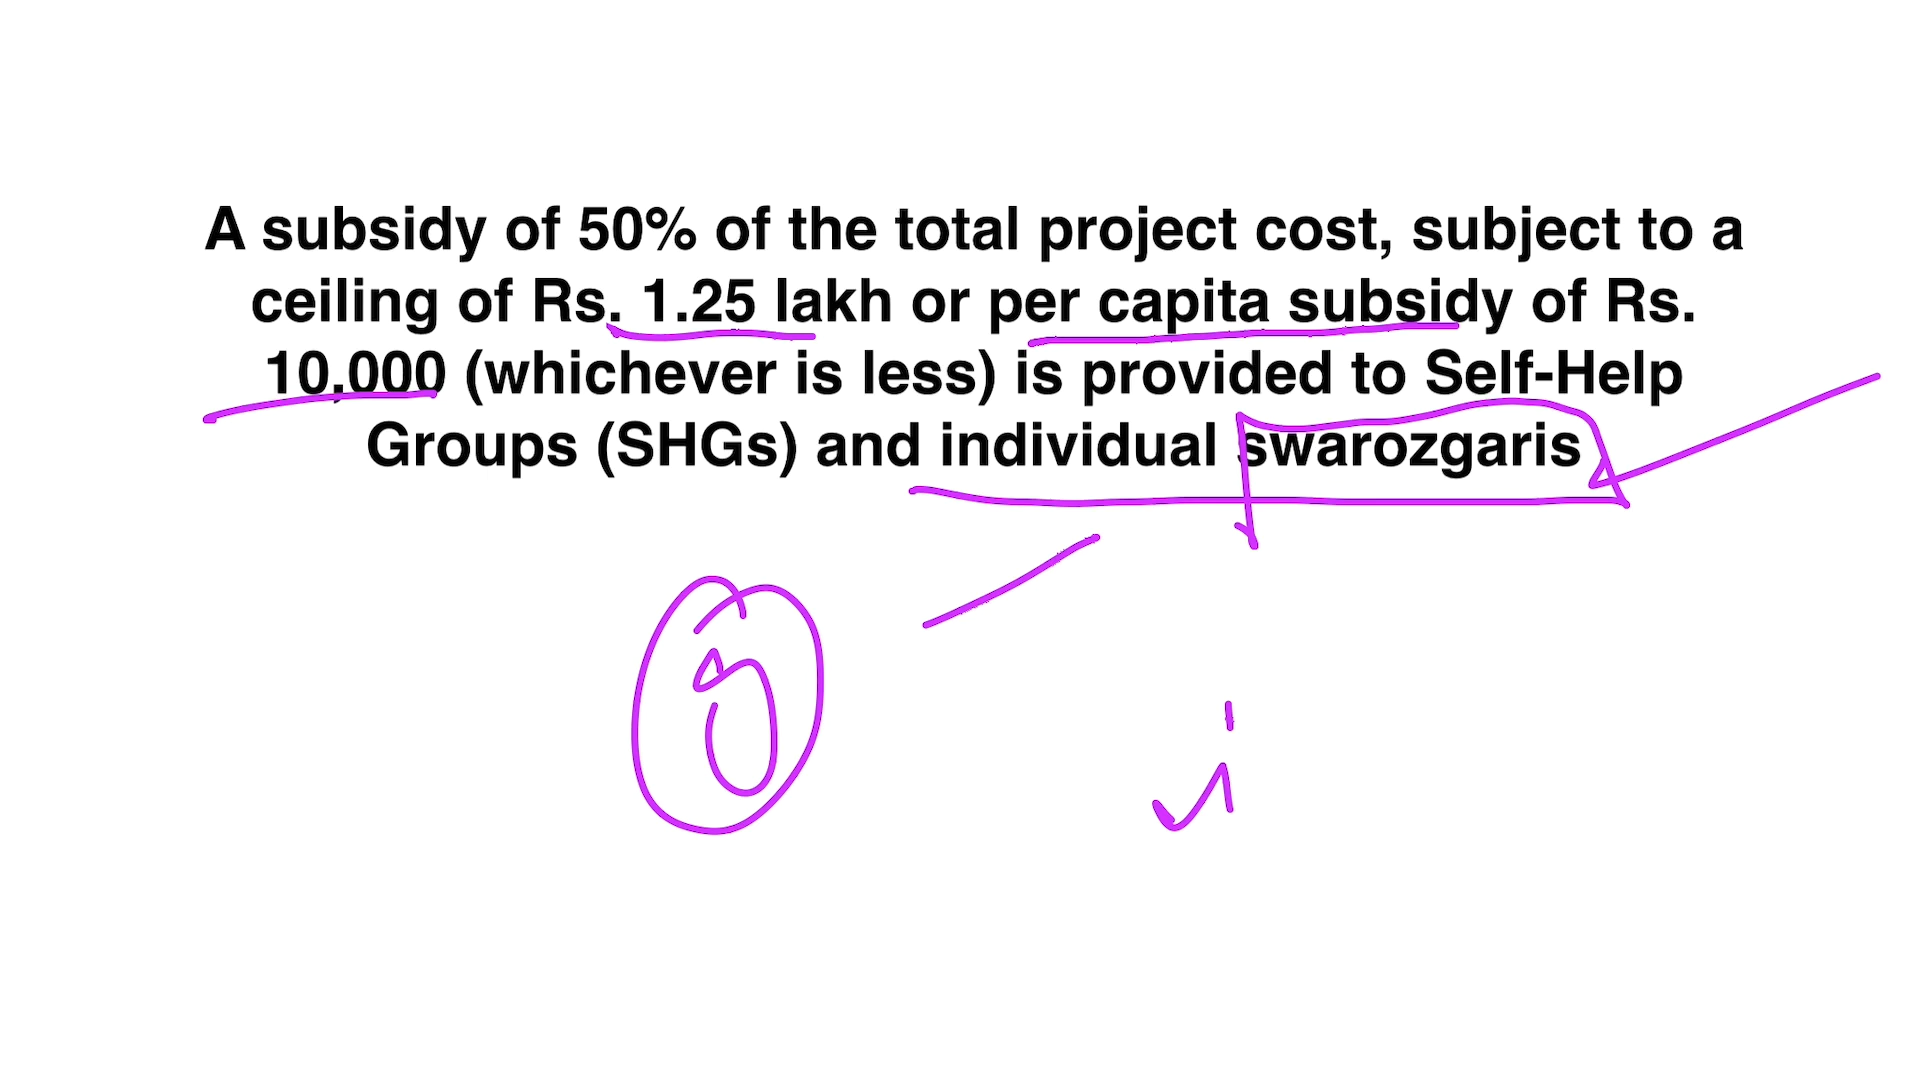 A subsidy of 50% of the total project cost, subject to a
ceiling of Rs. 1.25 lakh or per capita subsidy of Rs.
10,000 (whichever is less) is provided to Self-Help
Groups (SHGs) and individual swarozgaris